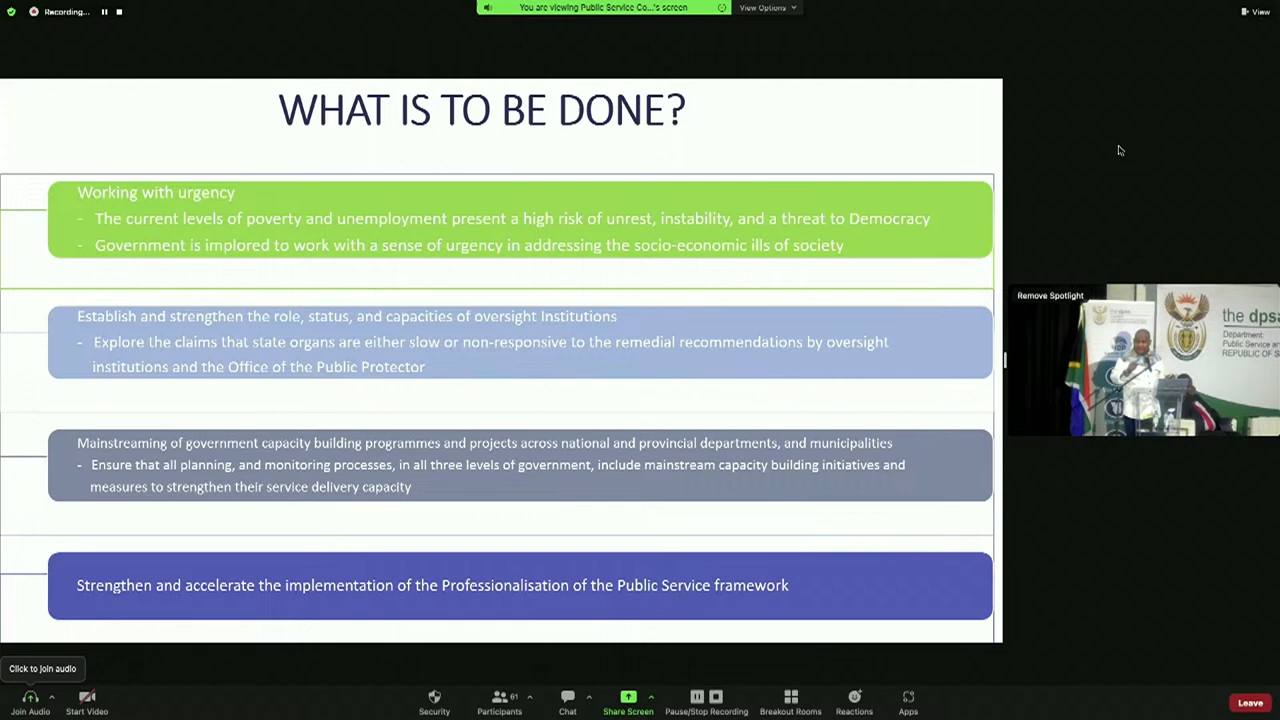 Recording...
You are viewing Public Service Co...'s screen
View Options
View
WHAT IS TO BE DONE?
Working with urgency
- The current levels of poverty and unemployment present a high risk of unrest, instability, and a threat to Democracy
- Government is implored to work with a sense of urgency in addressing the socio-economic ills of society
Establish and strengthen the role, status, and capacities of oversight Institutions
- Explore the claims that state organs are either slow or non-responsive to the remedial recommendations by oversight
institutions and the Office of the Public Protector
Mainstreaming of government capacity building programmes and projects across national and provincial departments, and municipalities
- Ensure that all planning, and monitoring processes, in all three levels of government, include mainstream capacity building initiatives and
measures to strengthen their service delivery capacity
Strengthen and accelerate the implementation of the Professionalisation of the Public Service framework
Remove Spotlight
the dpsa
the dpsa
Department:
Public Service an
REPUBLIC OF S
Click to join audio
Join Audio
Start Video
Security
61
Participants
Chat
Share Screen
Pause/Stop Recording
Breakout Rooms
Reactions
Apps
Leave